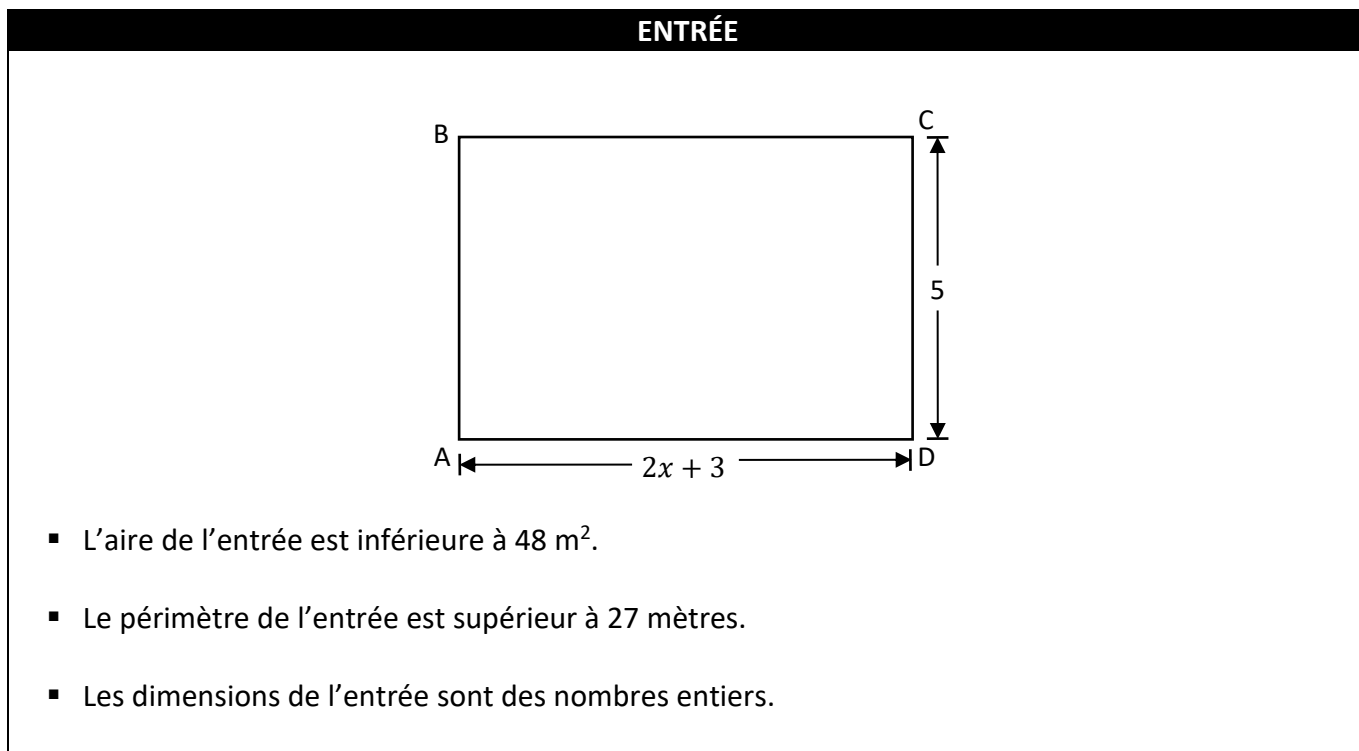 ENTRÉE
B
C
5
A
2x + 3
D
▪ L’aire de l’entrée est inférieure à 48 m².
▪ Le périmètre de l’entrée est supérieur à 27 mètres.
▪ Les dimensions de l’entrée sont des nombres entiers.